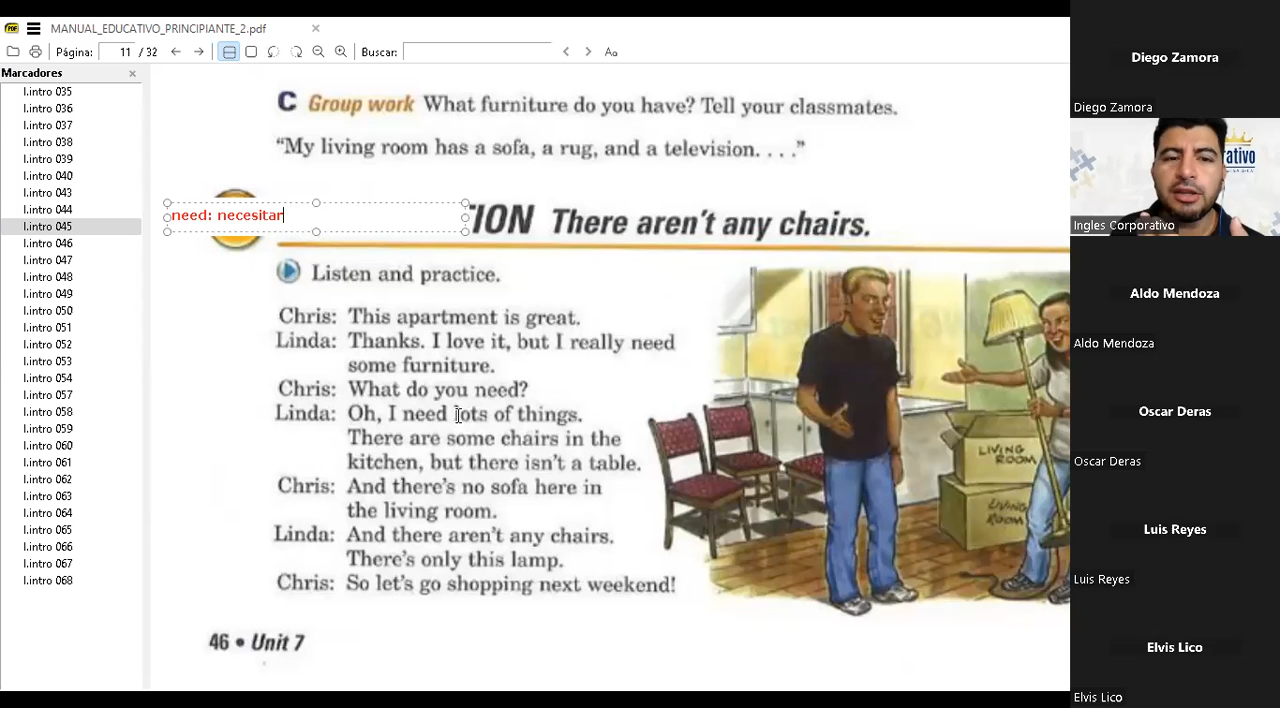 MANUAL_EDUCATIVO_PRINCIPIANTE_2.pdf
Página: 11 / 32
Buscar:
Aa
Marcadores
I.intro 035
I.intro 036
I.intro 037
I.intro 038
I.intro 039
I.intro 040
I.intro 043
I.intro 044
I.intro 045
I.intro 046
I.intro 047
I.intro 048
I.intro 049
I.intro 050
I.intro 051
I.intro 052
I.intro 053
I.intro 054
I.intro 057
I.intro 058
I.intro 059
I.intro 060
I.intro 061
I.intro 062
I.intro 063
I.intro 064
I.intro 065
I.intro 066
I.intro 067
I.intro 068
C Group work What furniture do you have? Tell your classmates.
“My living room has a sofa, a rug, and a television. . . .”
need: necesitar
TION There aren't any chairs.
Listen and practice.
Chris: This apartment is great.
Linda: Thanks. I love it, but I really need
some furniture.
Chris: What do you need?
Linda: Oh, I need lots of things.
There are some chairs in the
kitchen, but there isn't a table.
Chris: And there's no sofa here in
the living room.
Linda: And there aren't any chairs.
There's only this lamp.
Chris: So let's go shopping next weekend!
LIVING
ROOM
LIVING
ROOM
46 • Unit 7
Diego Zamora
Diego Zamora
ativo
Ingles Corporativo
Aldo Mendoza
Aldo Mendoza
Oscar Deras
Oscar Deras
Luis Reyes
Luis Reyes
Elvis Lico
Elvis Lico